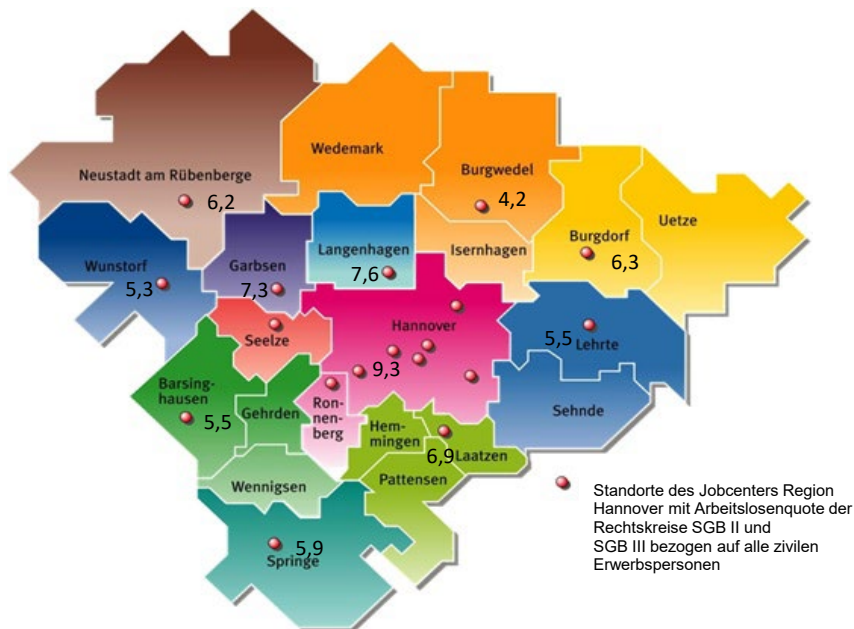 Wedemark
Neustadt am Rübenberge
6,2
Burgwedel
4,2
Uetze
Burgdorf
6,3
Isernhagen
Langenhagen
7,6
Garbsen
7,3
Wunstorf
5,3
Seelze
Hannover
9,3
5,5
Lehrte
Sehnde
Barsing-
hausen
5,5
Gehrden
Ron-
nen-
berg
Hem-
mingen
6,9
Laatzen
Pattensen
Wennigsen
5,9
Springe
Standorte des Jobcenters Region
Hannover mit Arbeitslosenquote der
Rechtskreise SGB II und
SGB III bezogen auf alle zivilen
Erwerbspersonen